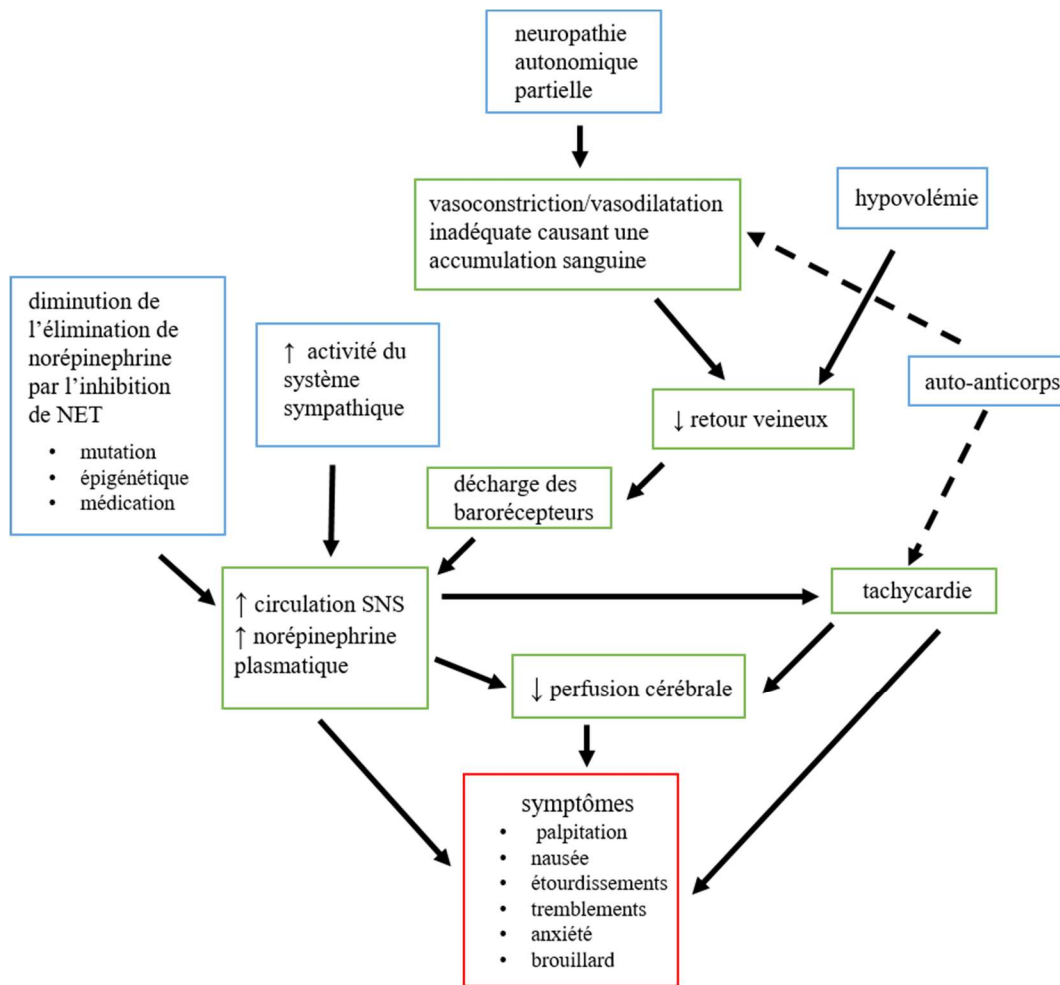 neuropathie
autonomique
partielle
vasoconstriction/vasodilatation
inadéquate causant une
accumulation sanguine
hypovolémie
diminution de
l'élimination de
norépinephrine
par l'inhibition
de NET
• mutation
• épigénétique
• médication
↑ activité du
système
sympathique
auto-anticorps
↓ retour veineux
décharge des
barorécepteurs
↑ circulation SNS
↑ norépinephrine
plasmatique
tachycardie
↓ perfusion cérébrale
symptômes
• palpitation
• nausée
• étourdissements
• tremblements
• anxiété
• brouillard